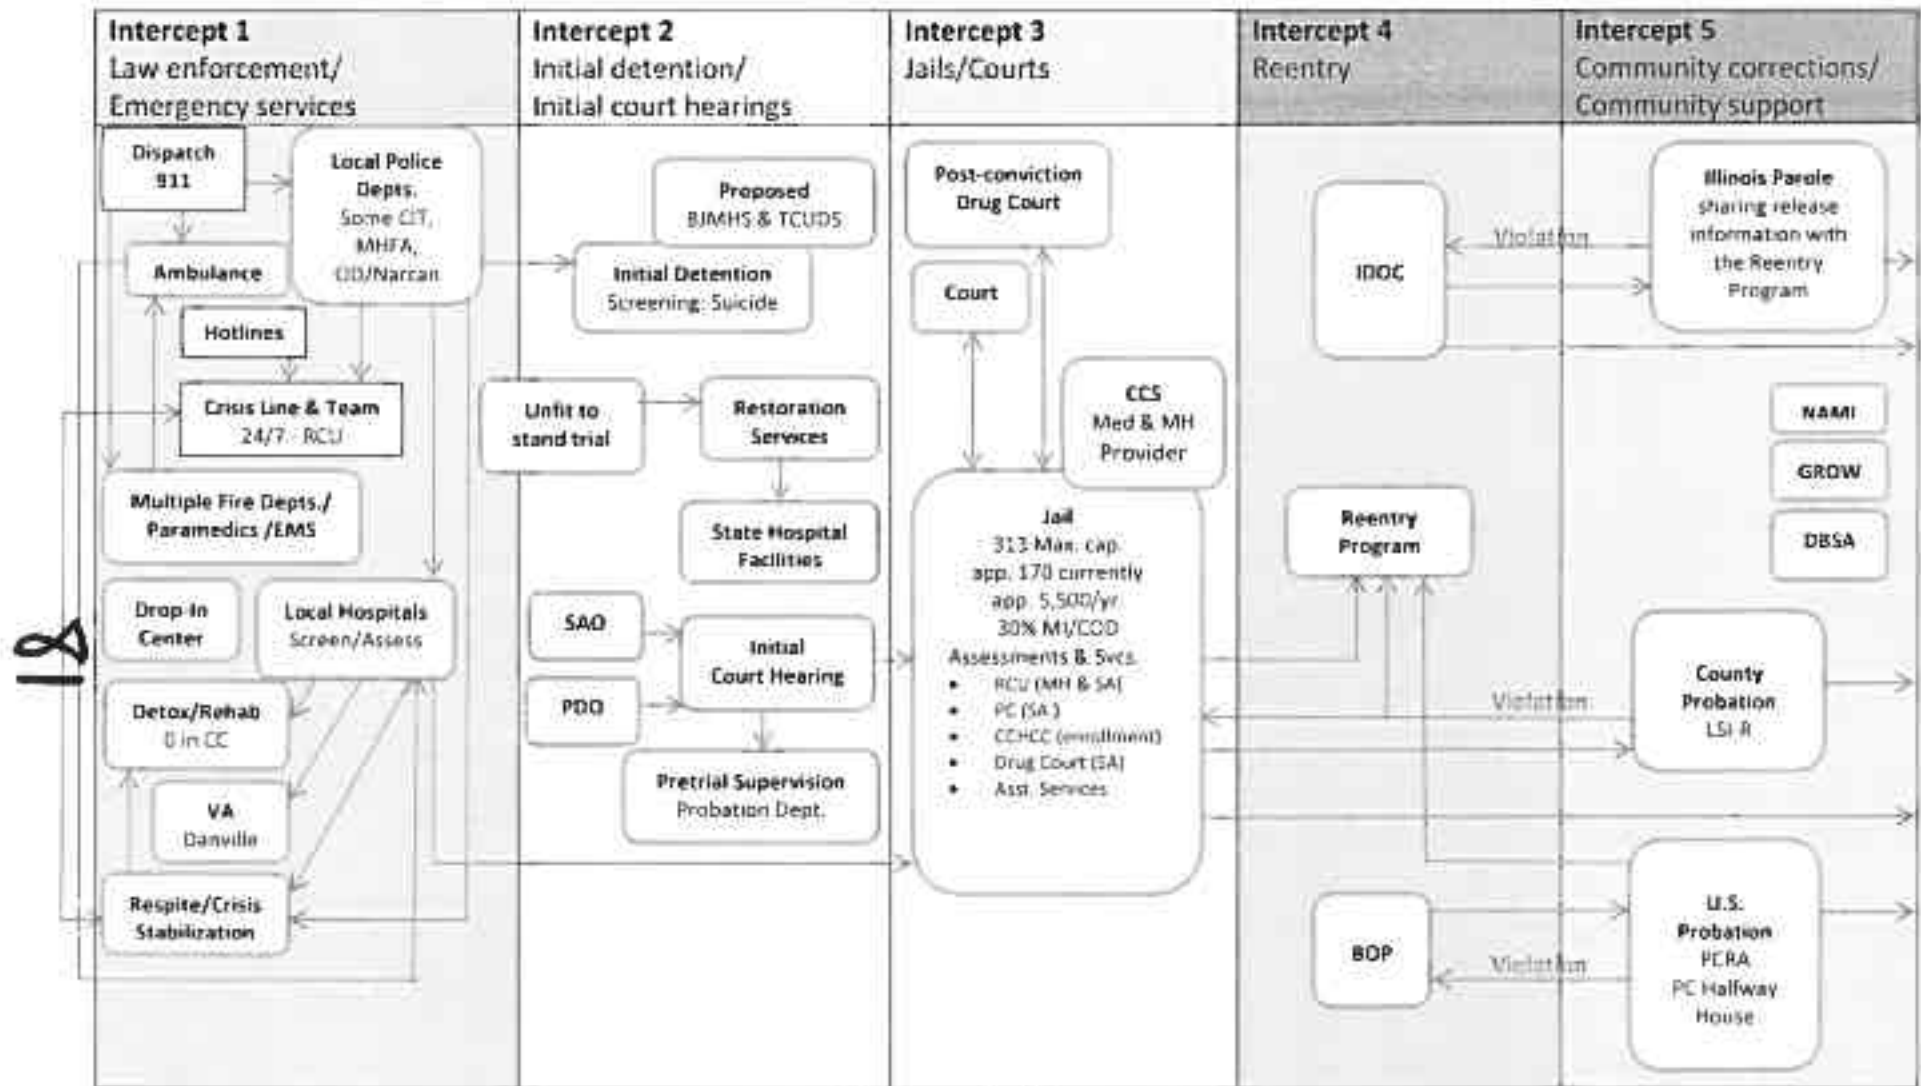 Intercept 1
Law enforcement/
Emergency services
Intercept 2
Initial detention/
Initial court hearings
Intercept 3
Jails/Courts
Intercept 4
Reentry
Intercept 5
Community corrections/
Community support
Dispatch
911
Local Police
Depts.
Some CIT,
MHFA,
OD/Narcan
Ambulance
Hotlines
Crisis Line & Team
24/7 - RCU
Multiple Fire Depts./
Paramedics /EMS
Drop-In
Center
Local Hospitals
Screen/Assess
Detox/Rehab
0 in CC
VA
Danville
Respite/Crisis
Stabilization
Proposed
BJMHS & TCUDS
Initial Detention
Screening: Suicide
Unfit to
stand trial
Restoration
Services
State Hospital
Facilities
SAO
PDO
Initial
Court Hearing
Pretrial Supervision
Probation Dept.
Post-conviction
Drug Court
Court
CCS
Med & MH
Provider
Jail
313 Max. cap.
app. 170 currently
app. 5,500/yr
30% MI/COD
Assessments & Svcs.
• RCU (MH & SA)
• PC (SA )
• CCHCC (enrollment)
• Drug Court (SA)
• Asst. Services
IDOC
Violation
Reentry
Program
Violation
BOP
Violation
Illinois Parole
sharing release
information with
the Reentry
Program
NAMI
GROW
DBSA
County
Probation
LSI-R
U.S.
Probation
PCRA
PC Halfway
House
18